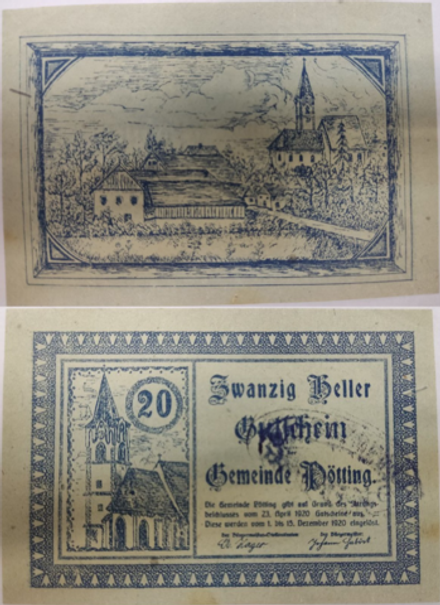 20
Zwanzig Heller
Gutschein
Gemeinde Pötting.
Die Gemeinde Pötting gibt auf Grund des
beschlusses vom 23. April 1920 Gutscheine aus.
Diese werden vom 1. bis 15. Dezember 1920 eingelöst.